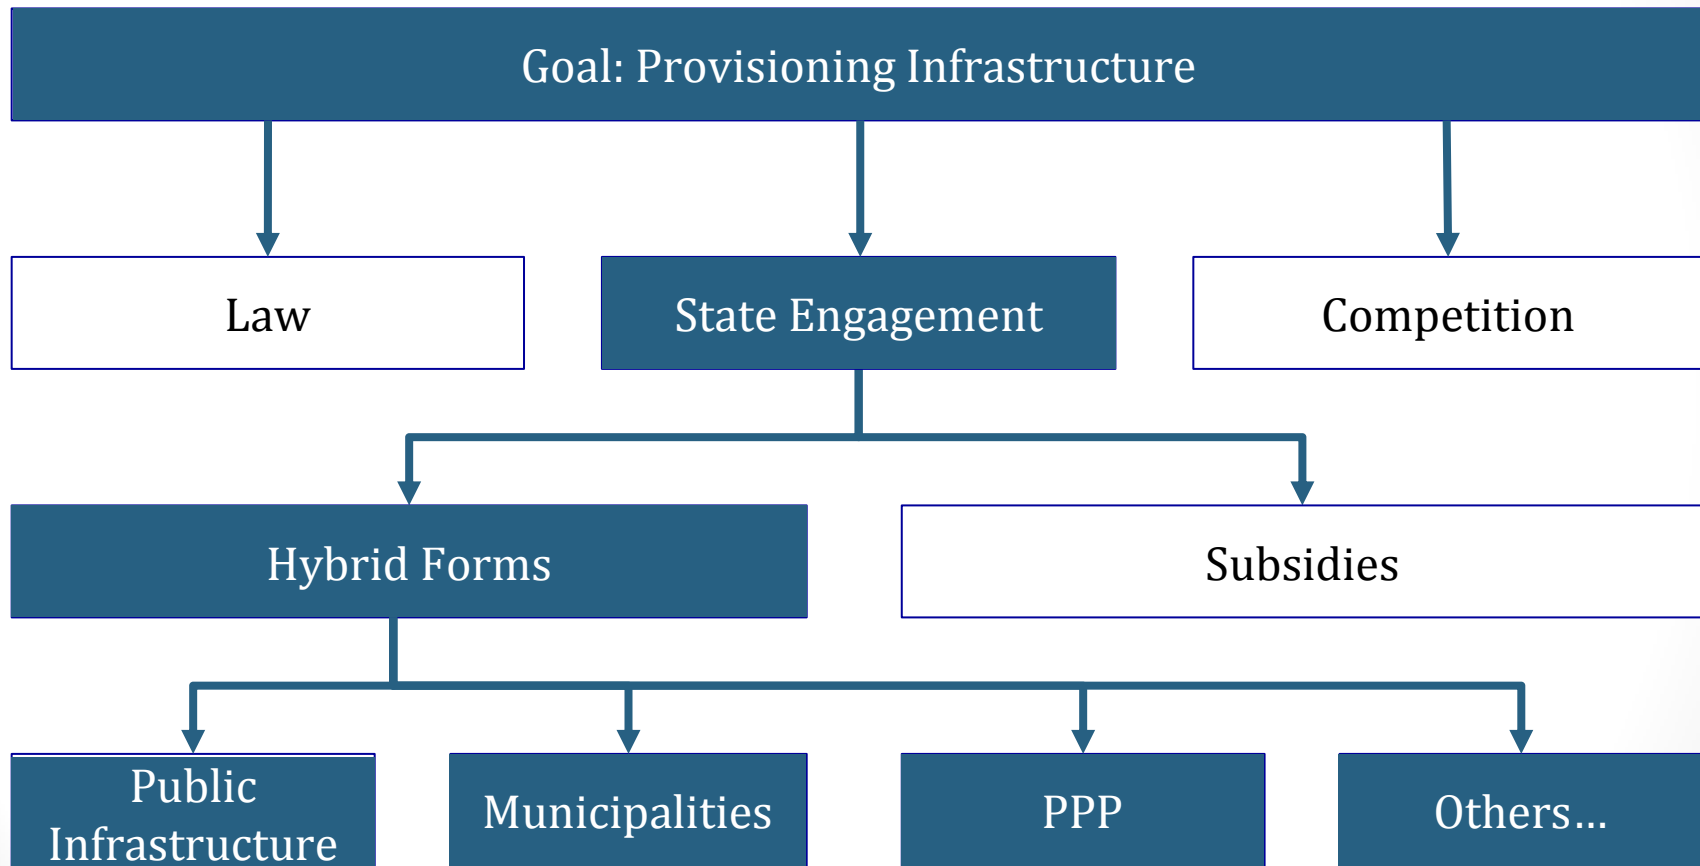 Goal: Provisioning Infrastructure
Law
State Engagement
Competition
Hybrid Forms
Subsidies
Public
Infrastructure
Municipalities
PPP
Others…